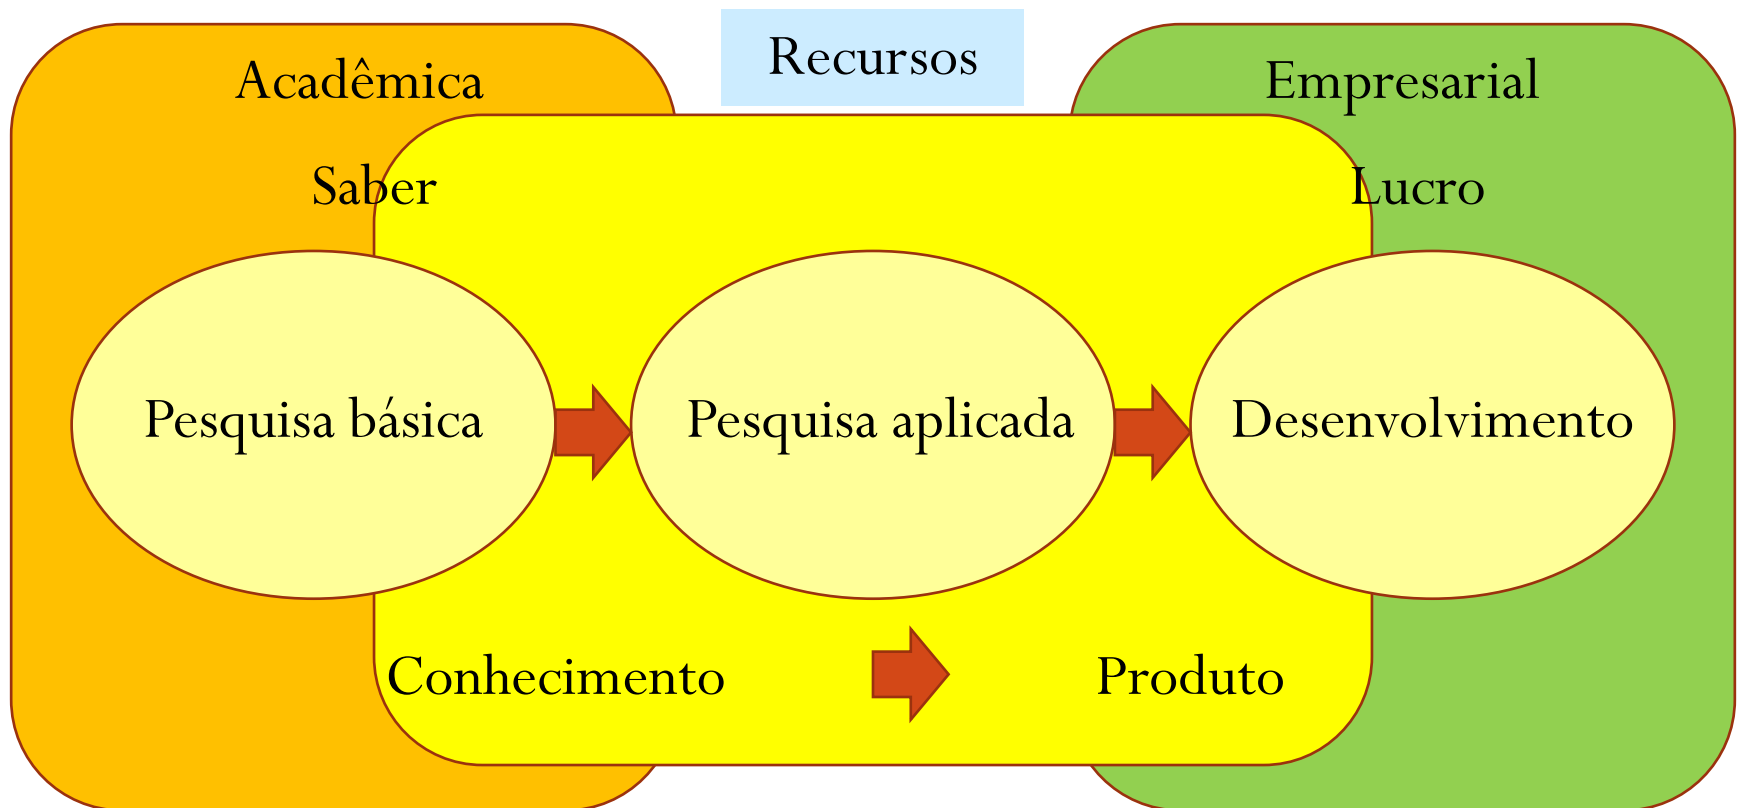 Recursos
Acadêmica
Empresarial
Saber
Lucro
Pesquisa básica
Pesquisa aplicada
Desenvolvimento
Conhecimento
Produto